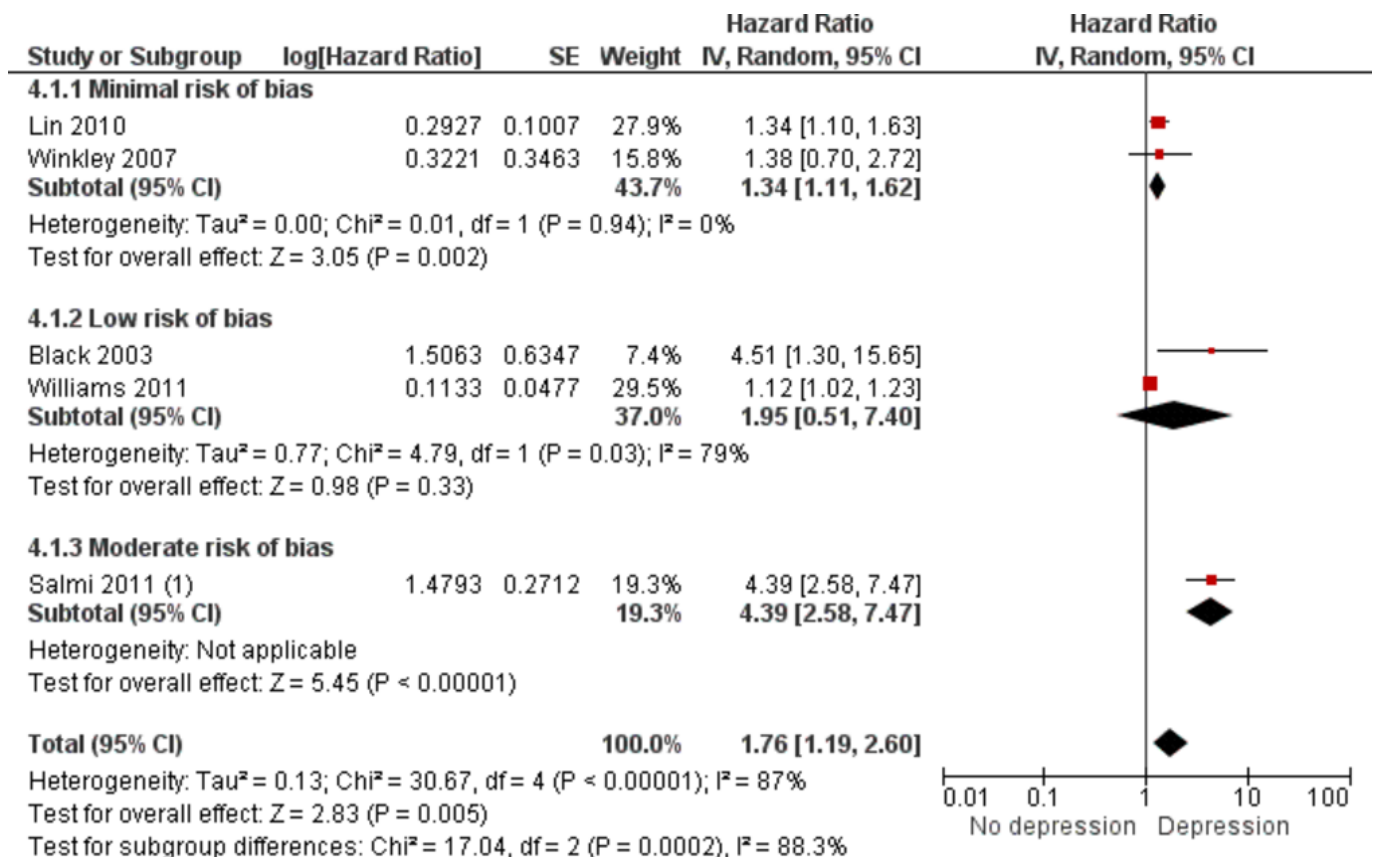 Hazard Ratio Hazard Ratio
Study or Subgroup log[Hazard Ratio] SE Weight IV, Random, 95% CI IV, Random, 95% CI
4.1.1 Minimal risk of bias
Lin 2010 0.2927 0.1007 27.9% 1.34 [1.10, 1.63]
Winkley 2007 0.3221 0.3463 15.8% 1.38 [0.70, 2.72]
Subtotal (95% CI) 43.7% 1.34 [1.11, 1.62]
Heterogeneity: Tau² = 0.00; Chi² = 0.01, df = 1 (P = 0.94); I² = 0%
Test for overall effect: Z = 3.05 (P = 0.002)
4.1.2 Low risk of bias
Black 2003 1.5063 0.6347 7.4% 4.51 [1.30, 15.65]
Williams 2011 0.1133 0.0477 29.5% 1.12 [1.02, 1.23]
Subtotal (95% CI) 37.0% 1.95 [0.51, 7.40]
Heterogeneity: Tau² = 0.77; Chi² = 4.79, df = 1 (P = 0.03); I² = 79%
Test for overall effect: Z = 0.98 (P = 0.33)
4.1.3 Moderate risk of bias
Salmi 2011 (1) 1.4793 0.2712 19.3% 4.39 [2.58, 7.47]
Subtotal (95% CI) 19.3% 4.39 [2.58, 7.47]
Heterogeneity: Not applicable
Test for overall effect: Z = 5.45 (P < 0.00001)
Total (95% CI) 100.0% 1.76 [1.19, 2.60]
Heterogeneity: Tau² = 0.13; Chi² = 30.67, df = 4 (P < 0.00001); I² = 87%
Test for overall effect: Z = 2.83 (P = 0.005)
Test for subgroup differences: Chi² = 17.04, df = 2 (P = 0.0002), I² = 88.3%
0.01 0.1 1 10 100
No depression Depression